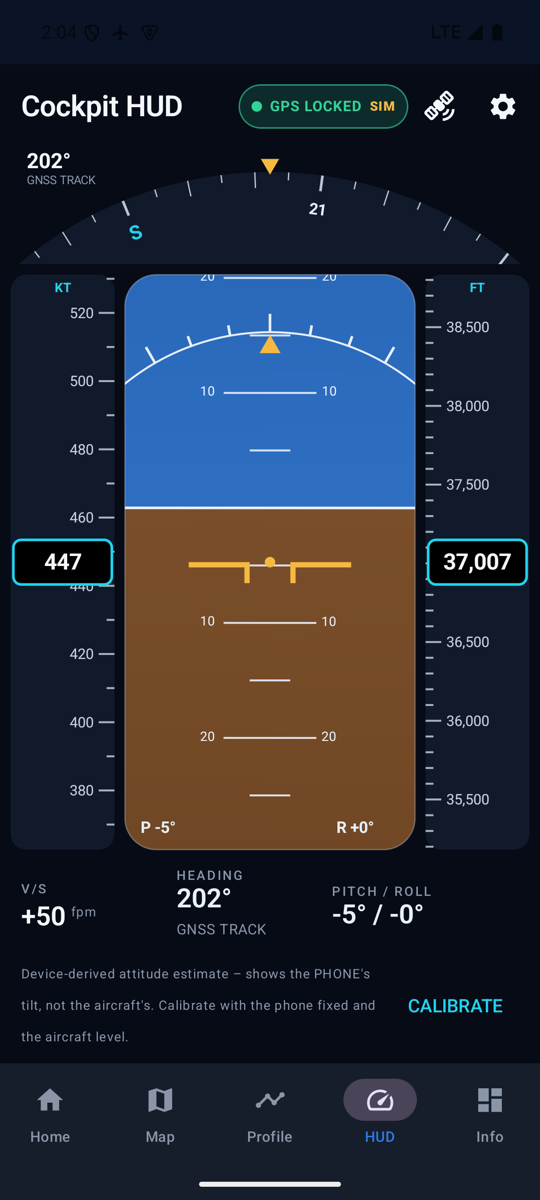 2:04
LTE
Cockpit HUD
GPS LOCKED SIM
202°
GNSS TRACK
S
21
KT
520
500
480
460
447
440
420
400
380
20 20
10 10
10 10
20 20
P -5°
R +0°
FT
38,500
38,000
37,500
37,007
36,500
36,000
35,500
V/S
+50 fpm
HEADING
202°
GNSS TRACK
PITCH / ROLL
-5° / -0°
Device-derived attitude estimate – shows the PHONE's
tilt, not the aircraft's. Calibrate with the phone fixed and
the aircraft level.
CALIBRATE
Home
Map
Profile
HUD
Info